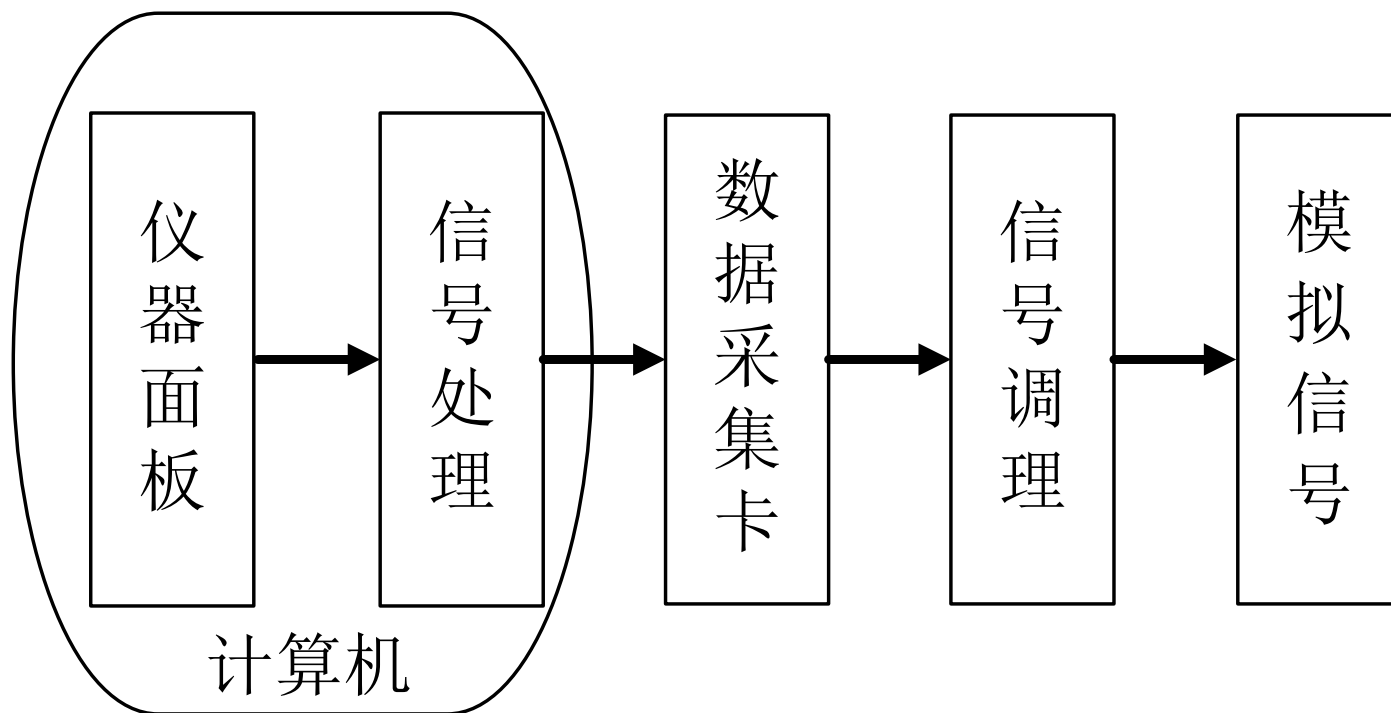 仪器面板
信号处理
数据采集卡
信号调理
模拟信号
计算机